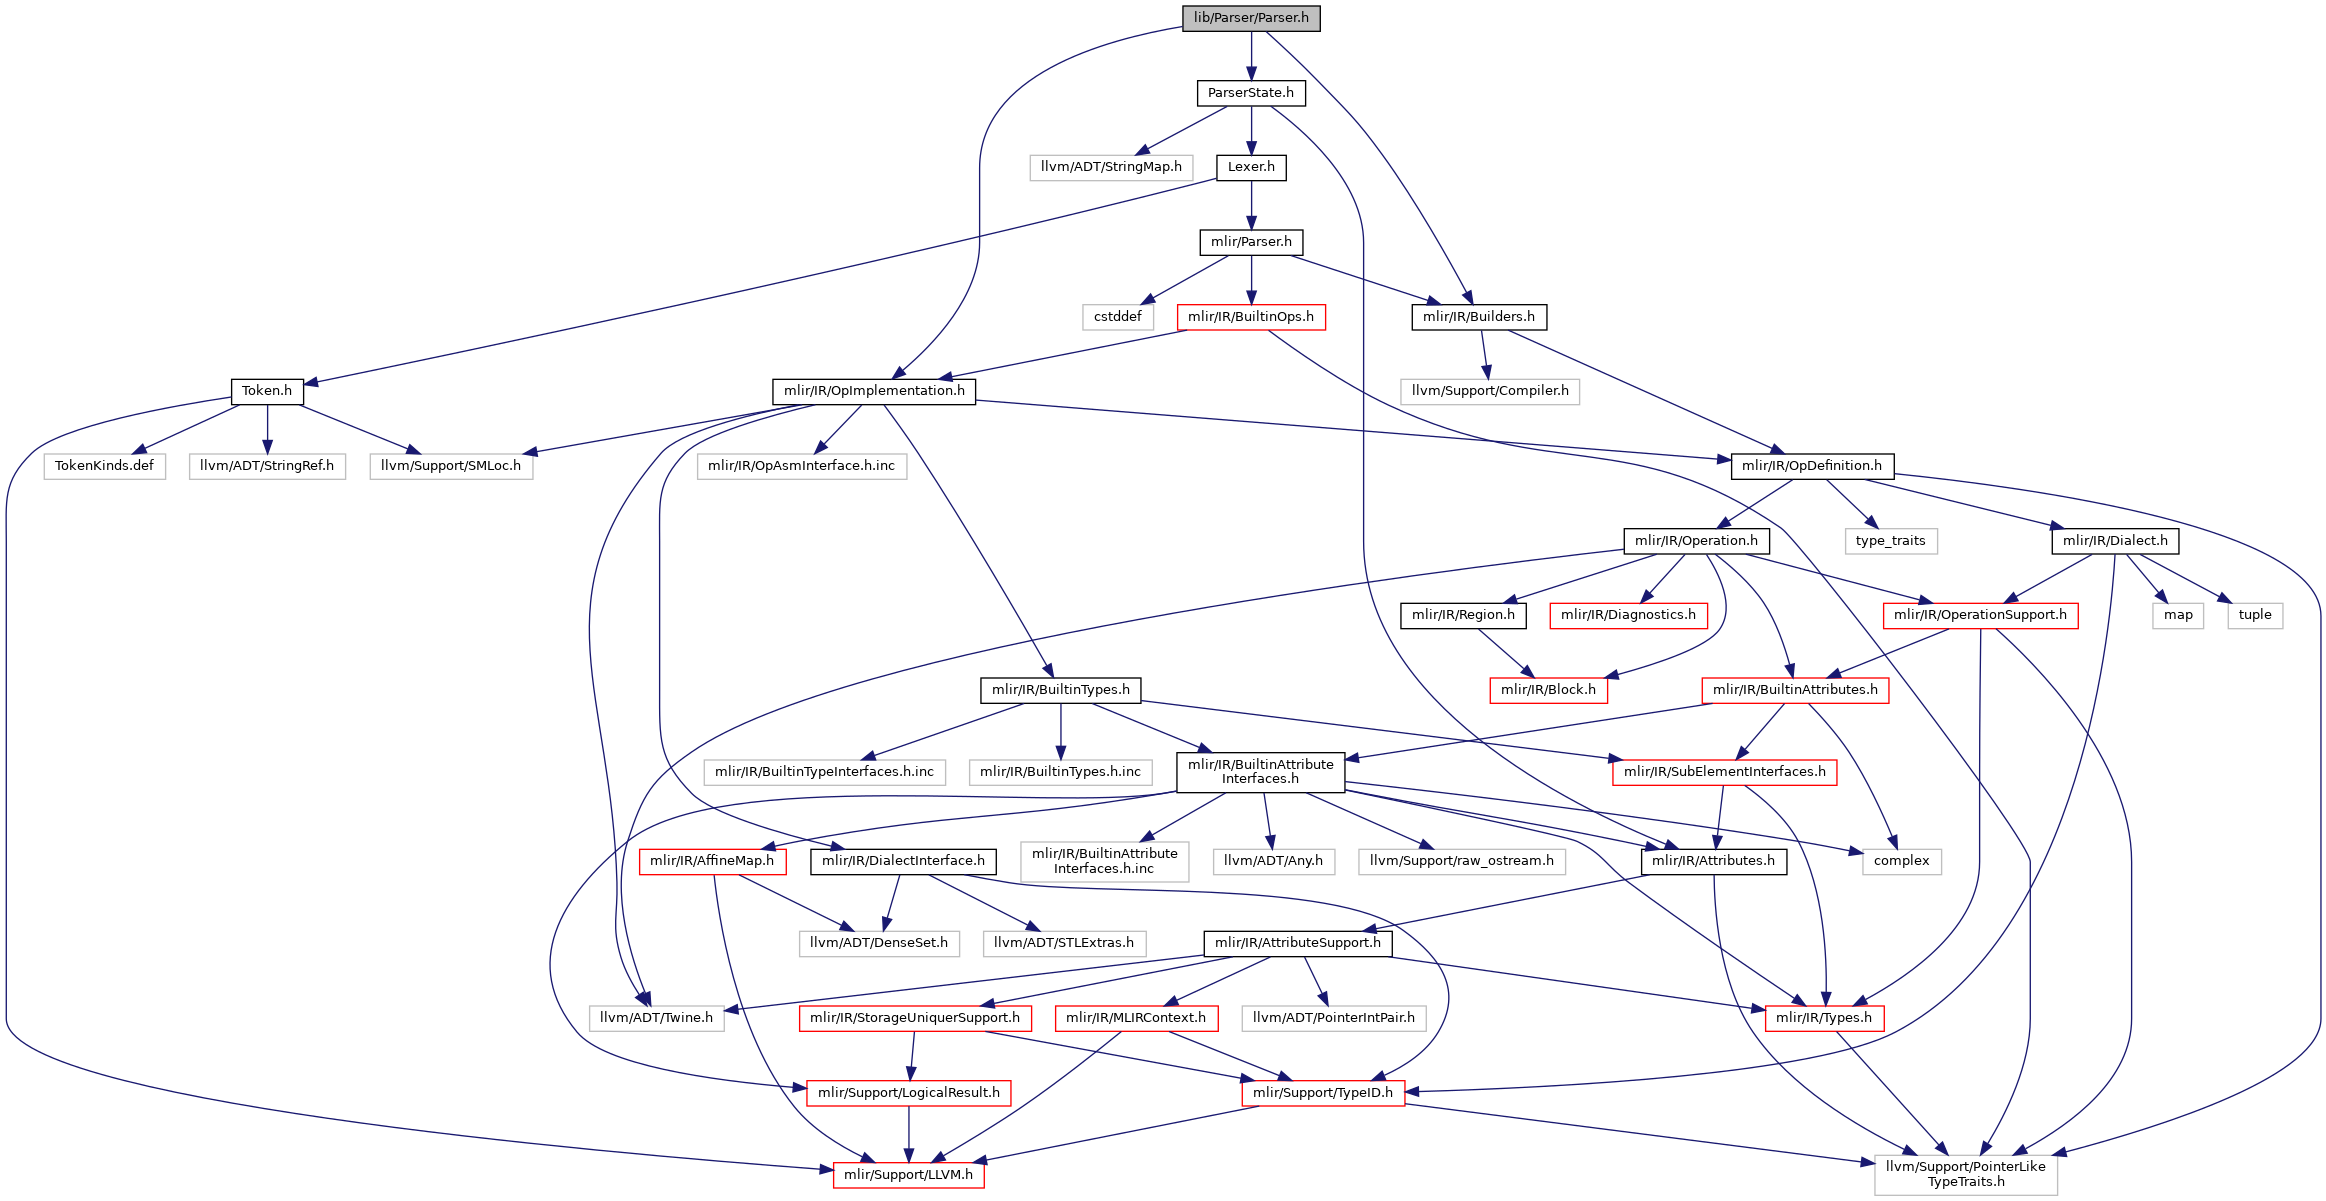 lib/Parser/Parser.h
ParserState.h
llvm/ADT/StringMap.h
Lexer.h
mlir/Parser.h
cstddef
mlir/IR/BuiltinOps.h
mlir/IR/Builders.h
Token.h
mlir/IR/OpImplementation.h
llvm/Support/Compiler.h
TokenKinds.def
llvm/ADT/StringRef.h
llvm/Support/SMLoc.h
mlir/IR/OpAsmInterface.h.inc
mlir/IR/OpDefinition.h
mlir/IR/Operation.h
type_traits
mlir/IR/Dialect.h
mlir/IR/Region.h
mlir/IR/Diagnostics.h
mlir/IR/OperationSupport.h
map
tuple
mlir/IR/BuiltinTypes.h
mlir/IR/Block.h
mlir/IR/BuiltinAttributes.h
mlir/IR/BuiltinTypeInterfaces.h.inc
mlir/IR/BuiltinTypes.h.inc
mlir/IR/BuiltinAttribute
Interfaces.h
mlir/IR/SubElementInterfaces.h
mlir/IR/AffineMap.h
mlir/IR/DialectInterface.h
mlir/IR/BuiltinAttribute
Interfaces.h.inc
llvm/ADT/Any.h
llvm/Support/raw_ostream.h
mlir/IR/Attributes.h
complex
llvm/ADT/DenseSet.h
llvm/ADT/STLExtras.h
mlir/IR/AttributeSupport.h
llvm/ADT/Twine.h
mlir/IR/StorageUniquerSupport.h
mlir/IR/MLIRContext.h
llvm/ADT/PointerIntPair.h
mlir/IR/Types.h
mlir/Support/LogicalResult.h
mlir/Support/TypeID.h
mlir/Support/LLVM.h
llvm/Support/PointerLike
TypeTraits.h